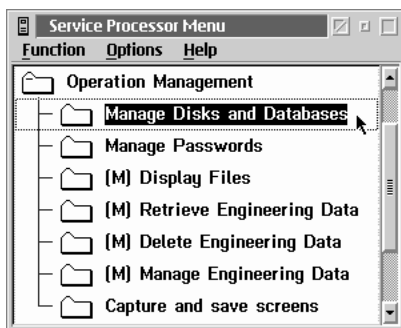 Service Processor Menu
Function Options Help
Operation Management
Manage Disks and Databases
Manage Passwords
(M) Display Files
(M) Retrieve Engineering Data
(M) Delete Engineering Data
(M) Manage Engineering Data
Capture and save screens